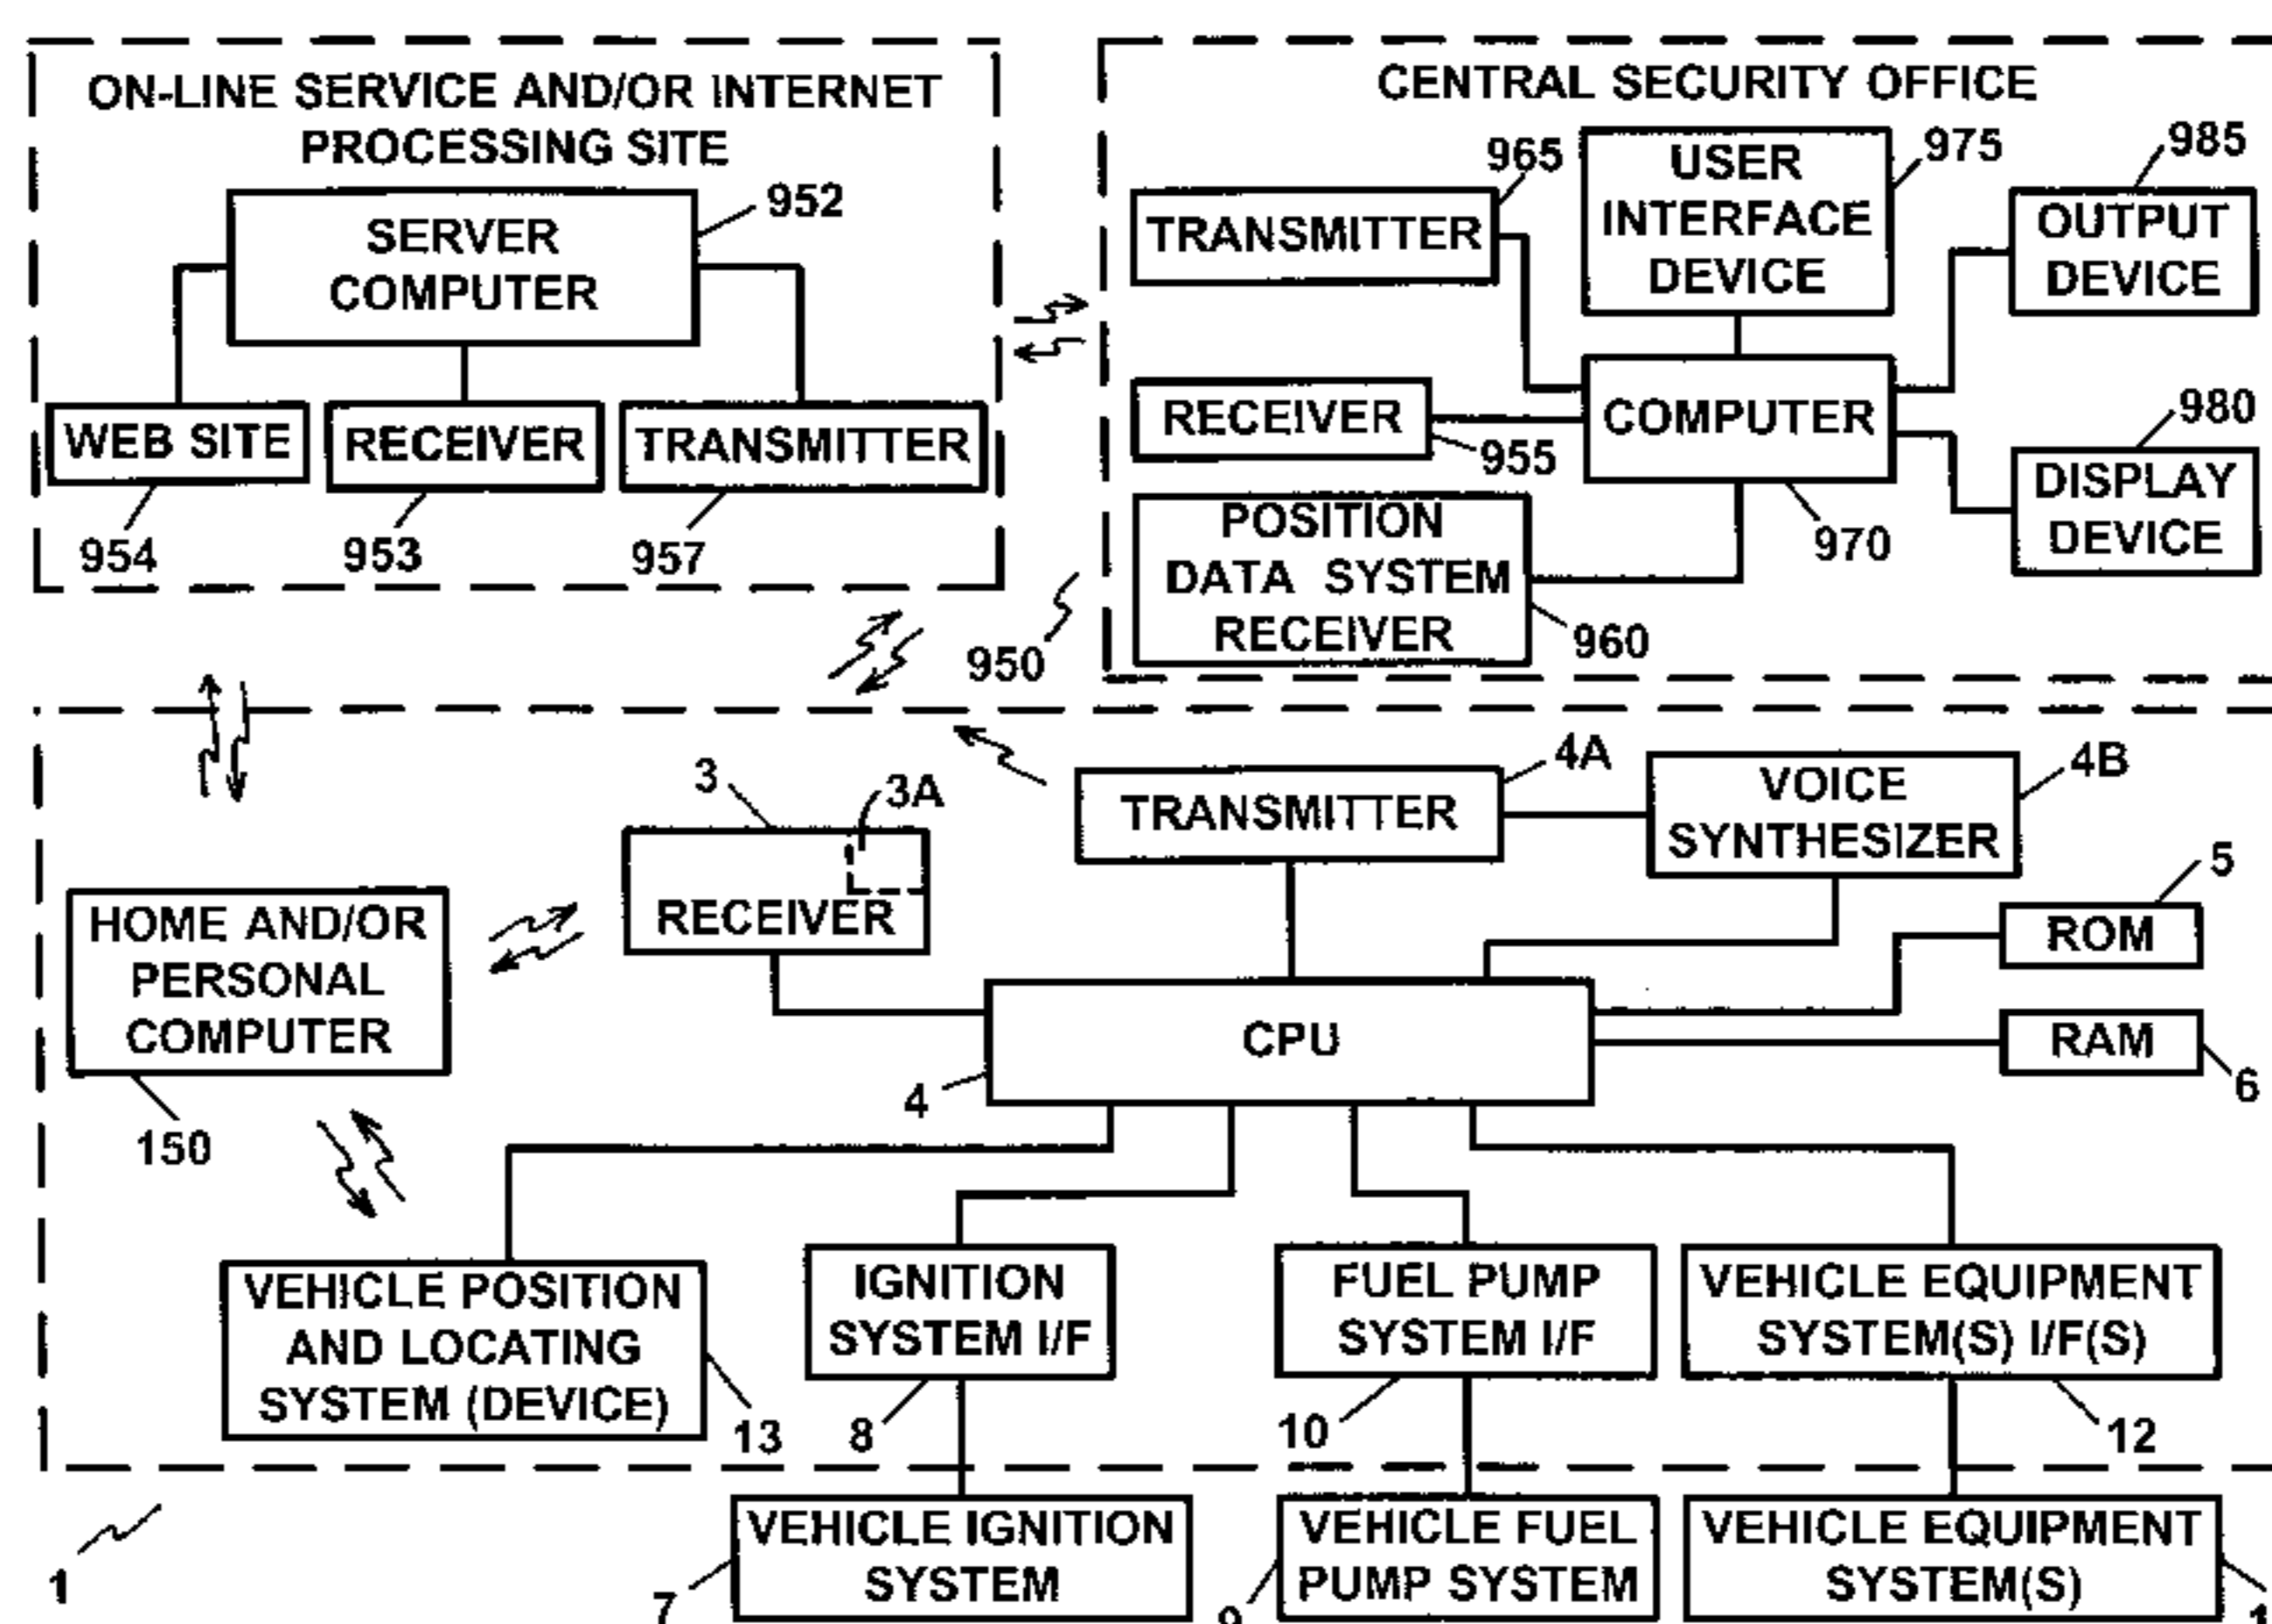 ON-LINE SERVICE AND/OR INTERNET
PROCESSING SITE
952
SERVER
COMPUTER
WEB SITE
RECEIVER
TRANSMITTER
954
953
957
CENTRAL SECURITY OFFICE
965
975
985
TRANSMITTER
USER
INTERFACE
DEVICE
OUTPUT
DEVICE
RECEIVER
955
COMPUTER
970
980
DISPLAY
DEVICE
POSITION
DATA SYSTEM
RECEIVER
960
950
3
3A
RECEIVER
TRANSMITTER
4A
VOICE
SYNTHESIZER
4B
5
ROM
RAM
6
HOME AND/OR
PERSONAL
COMPUTER
150
CPU
4
VEHICLE POSITION
AND LOCATING
SYSTEM (DEVICE)
13
IGNITION
SYSTEM I/F
8
FUEL PUMP
SYSTEM I/F
10
VEHICLE EQUIPMENT
SYSTEM(S) I/F(S)
12
1
VEHICLE IGNITION
SYSTEM
7
VEHICLE FUEL
PUMP SYSTEM
9
VEHICLE EQUIPMENT
SYSTEM(S)